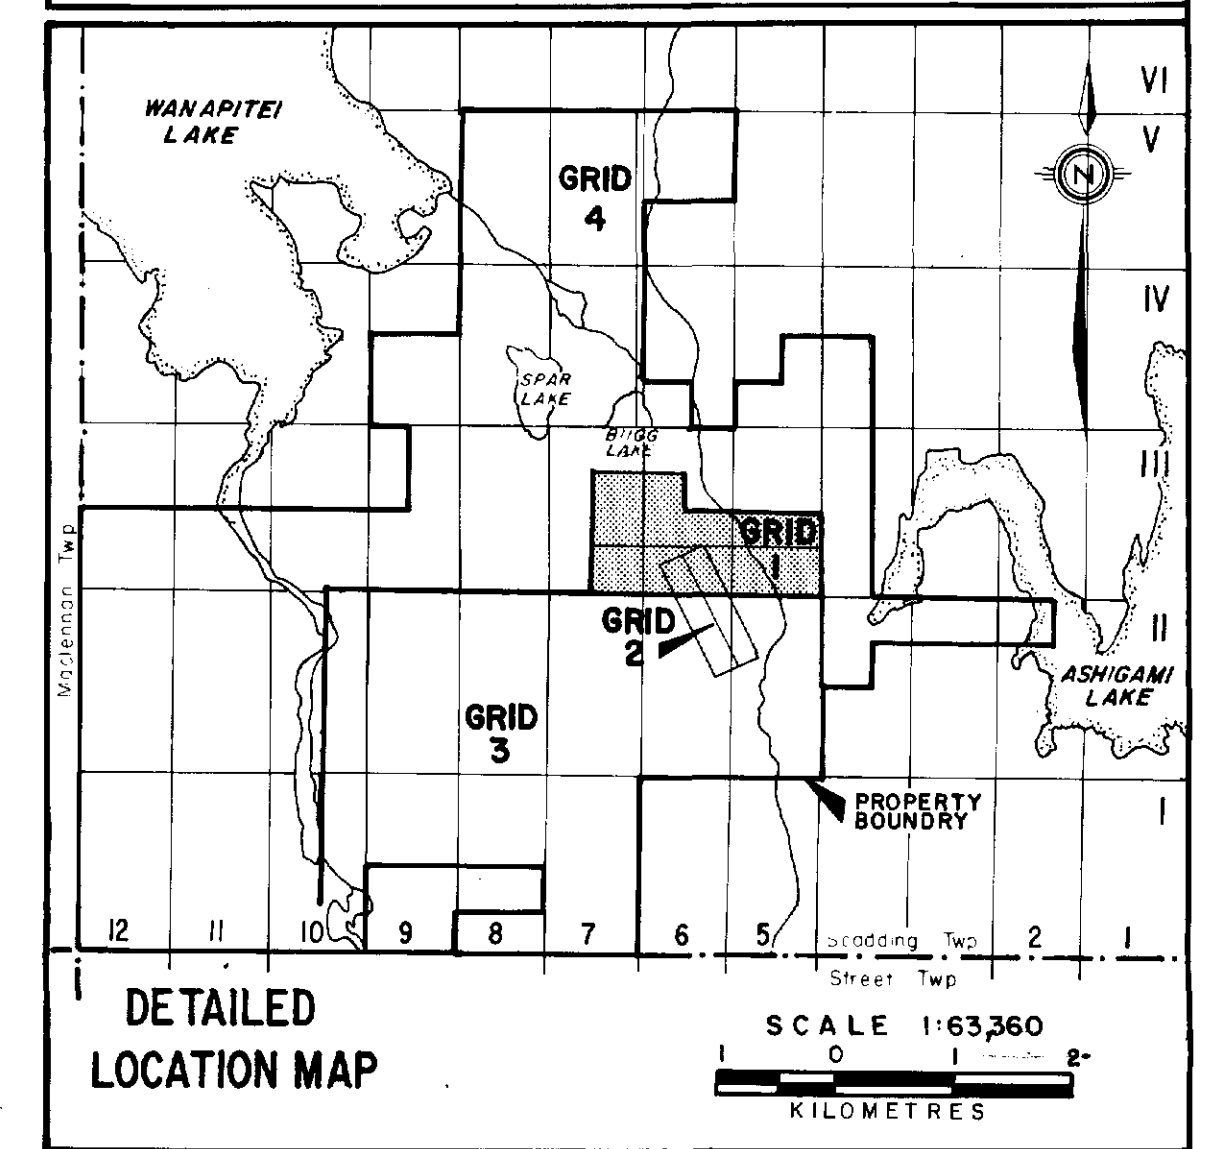 WANAPITEI
LAKE
VI
V
N
GRID
4
IV
SPAR
LAKE
LAKE
III
GRID
1
GRID
2
II
Maclennan Twp
ASHIGAMI
LAKE
GRID
3
PROPERTY
BOUNDRY
I
12 11 10 9 8 7 6 5 Scadding Twp 2 1
Street Twp
DETAILED
LOCATION MAP
SCALE 1:63,360
1 0 1 2
KILOMETRES